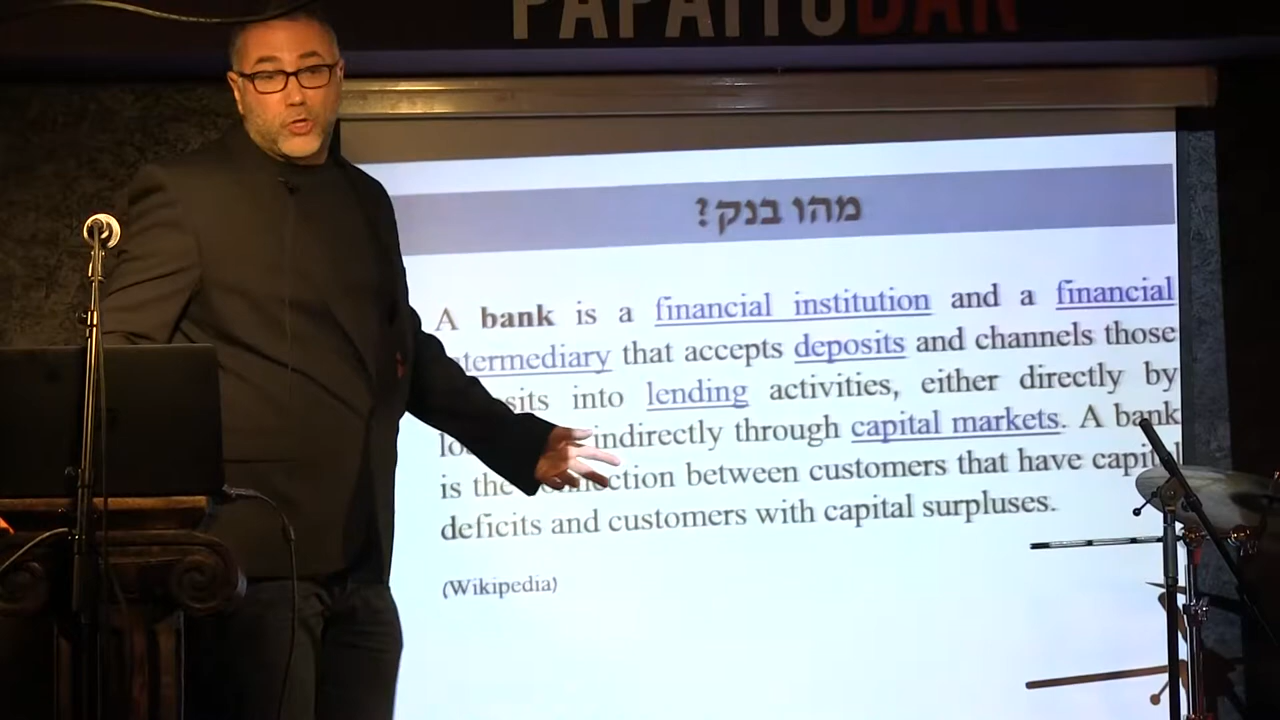 PAPAITOBAR
מהו בנק?
A bank is a financial institution and a financial
that accepts deposits and channels those
into lending activities, either directly by
indirectly through capital markets. A bank
is the between customers that have capital
deficits and customers with capital surpluses.
(Wikipedia)